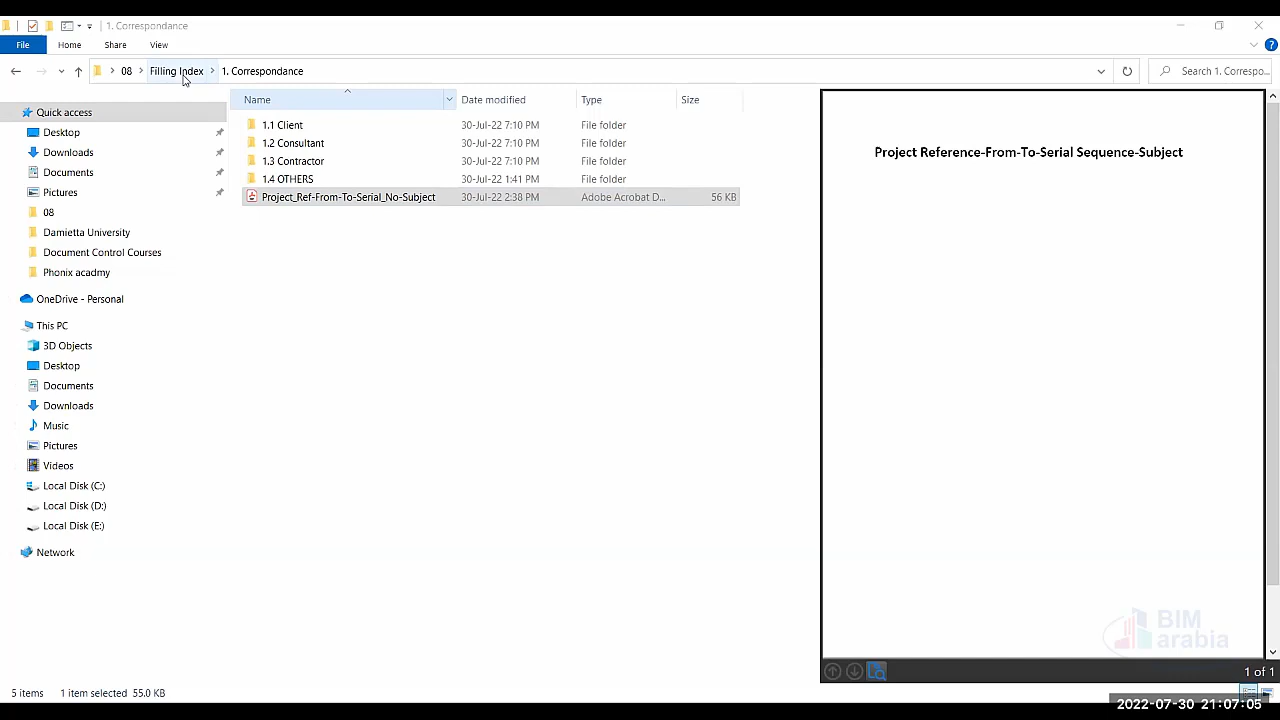 1. Correspondance
File Home Share View
08 Filling Index 1. Correspondance Search 1. Correspo...
Name Date modified Type Size
Quick access
Desktop
Downloads
Documents
Pictures
08
Damietta University
Document Control Courses
Phonix acadmy
OneDrive - Personal
This PC
3D Objects
Desktop
Documents
Downloads
Music
Pictures
Videos
Local Disk (C:)
Local Disk (D:)
Local Disk (E:)
Network
1.1 Client 30-Jul-22 7:10 PM File folder
1.2 Consultant 30-Jul-22 7:10 PM File folder
1.3 Contractor 30-Jul-22 7:10 PM File folder
1.4 OTHERS 30-Jul-22 1:41 PM File folder
Project_Ref-From-To-Serial_No-Subject 30-Jul-22 2:38 PM Adobe Acrobat D... 56 KB
Project Reference-From-To-Serial Sequence-Subject
BIM
arabia
1 of 1
5 items 1 item selected 55.0 KB
2022-07-30 21:07:05